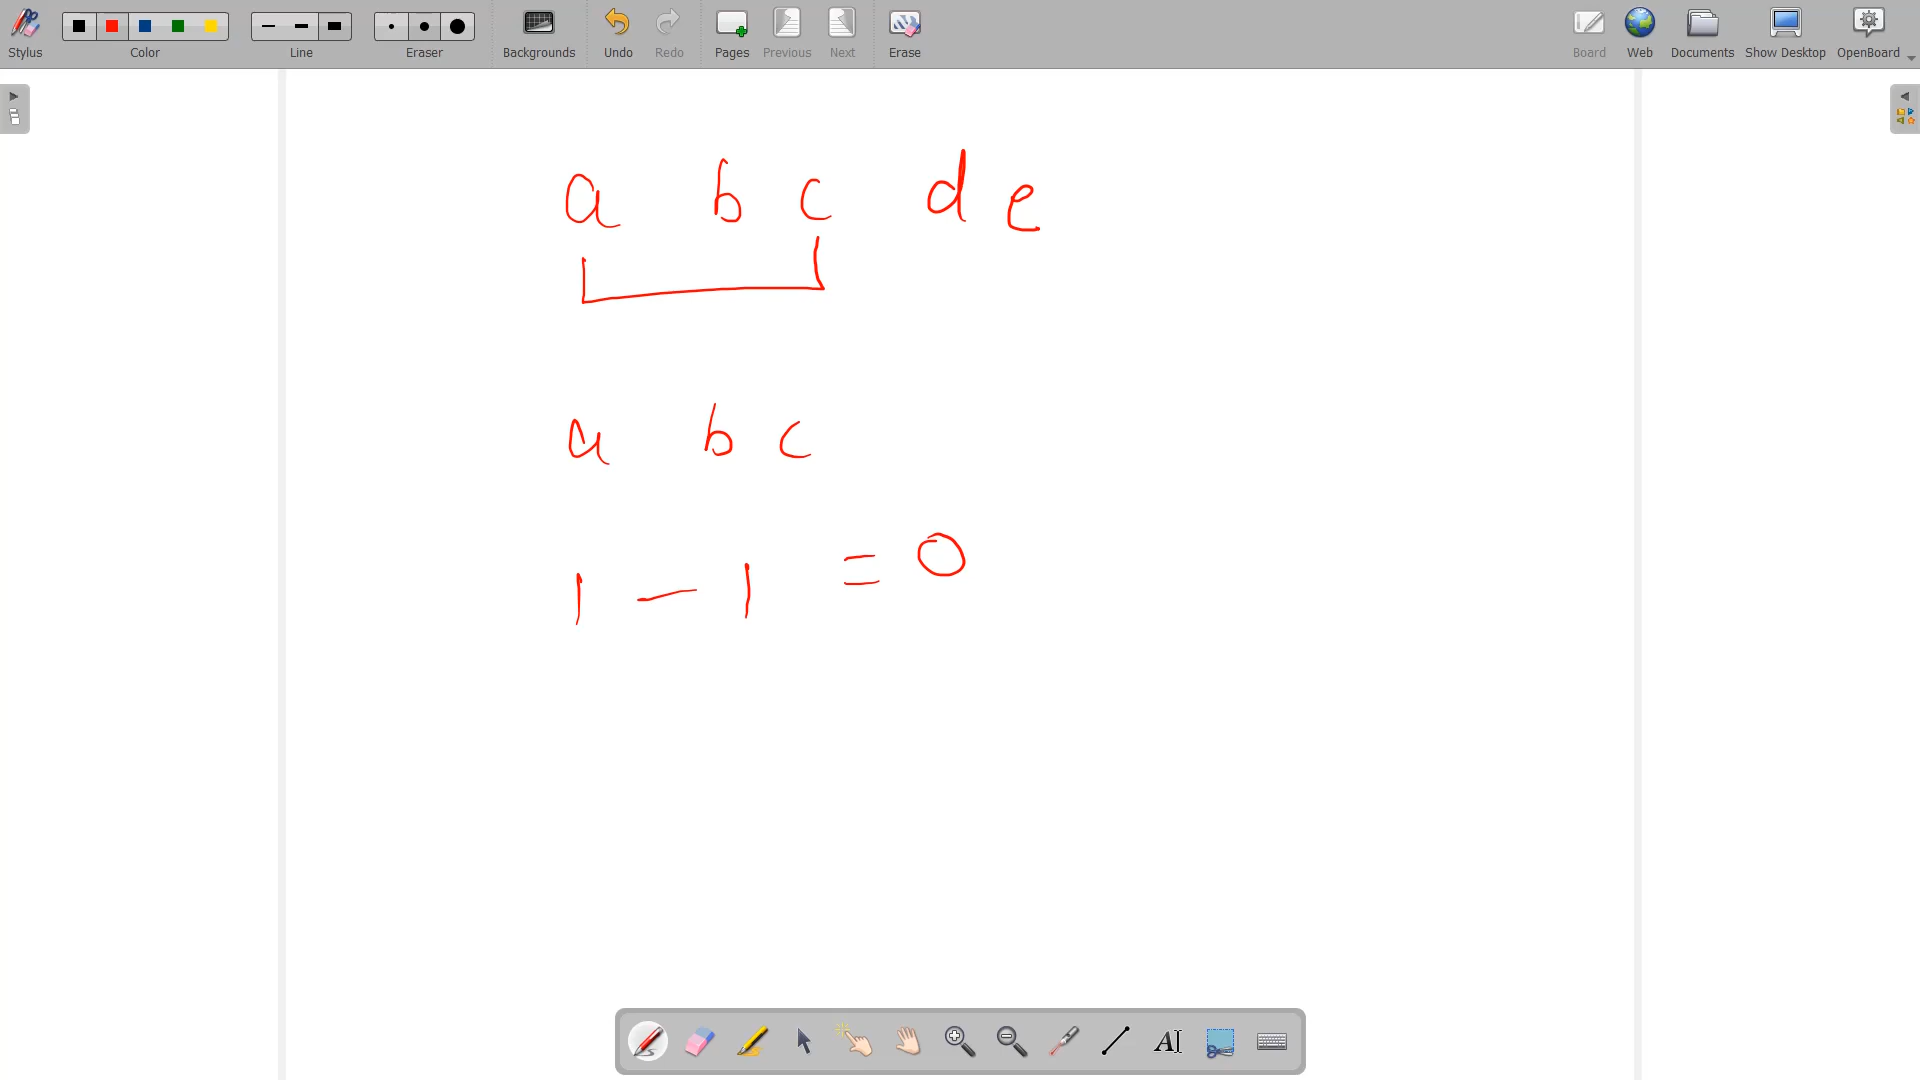 Stylus Color Line Eraser Backgrounds Undo Redo Pages Previous Next Erase Board Web Documents Show Desktop OpenBoard
a b c d e
a b c
1 - 1 = 0
AI